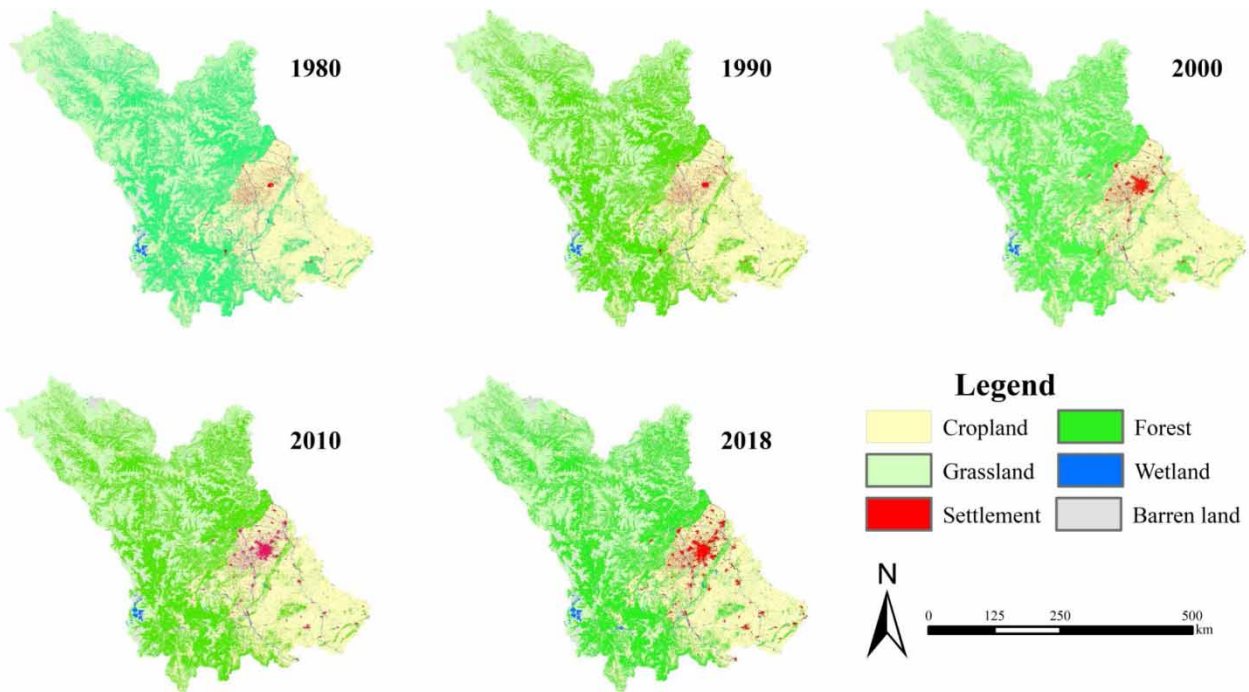 1980
1990
2000
2010
2018
Legend
Cropland
Forest
Grassland
Wetland
Settlement
Barren land
N
0 125 250 500
km